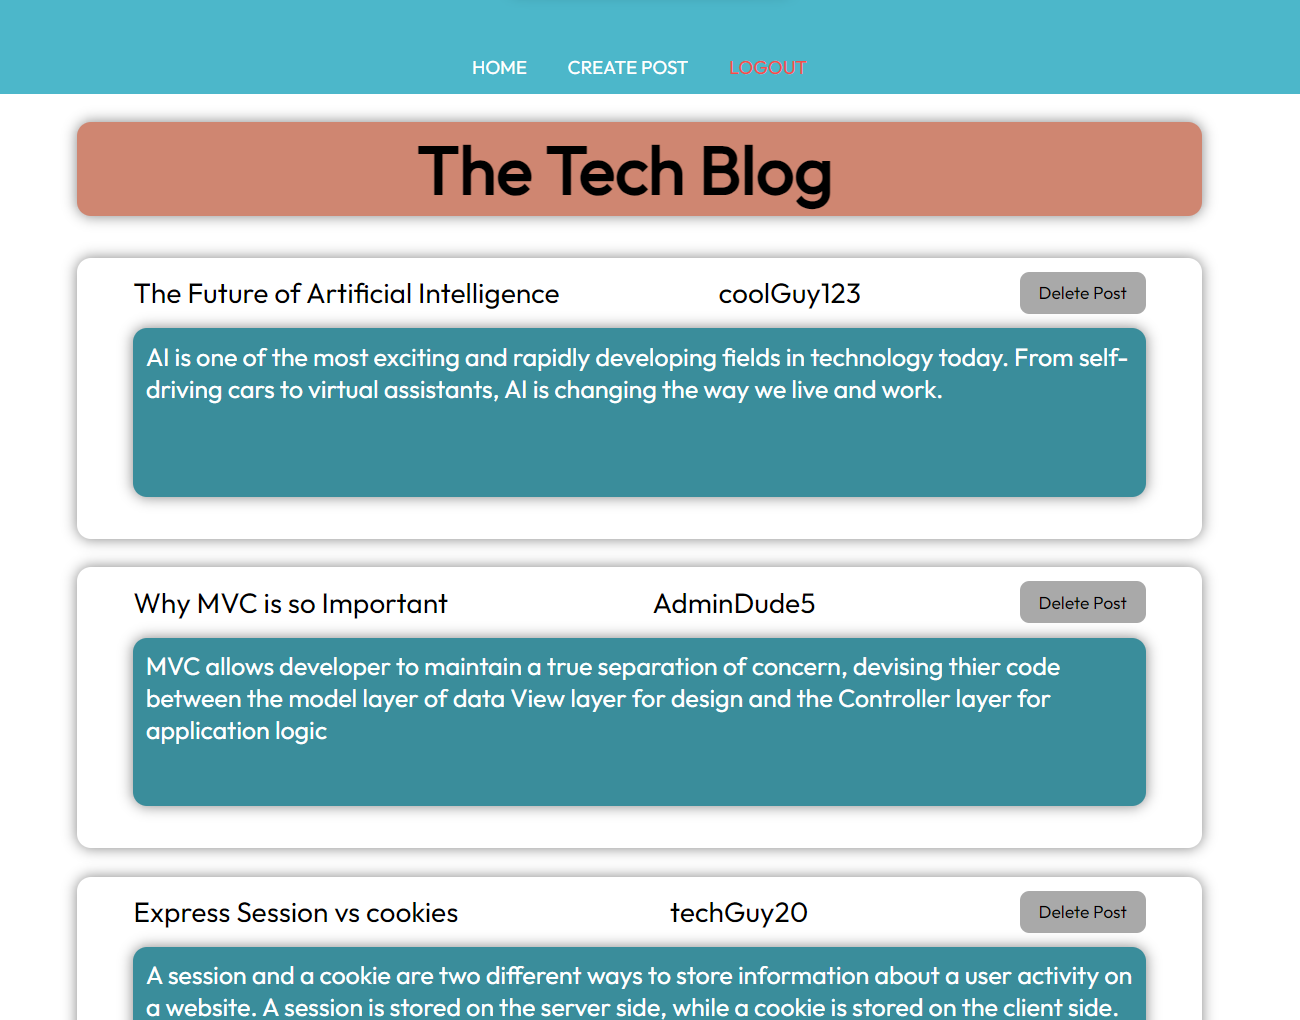 HOME CREATE POST LOGOUT
The Tech Blog
The Future of Artificial Intelligence coolGuy123 Delete Post
AI is one of the most exciting and rapidly developing fields in technology today. From self-
driving cars to virtual assistants, AI is changing the way we live and work.
Why MVC is so Important AdminDude5 Delete Post
MVC allows developer to maintain a true separation of concern, devising thier code
between the model layer of data View layer for design and the Controller layer for
application logic
Express Session vs cookies techGuy20 Delete Post
A session and a cookie are two different ways to store information about a user activity on
a website. A session is stored on the server side, while a cookie is stored on the client side.